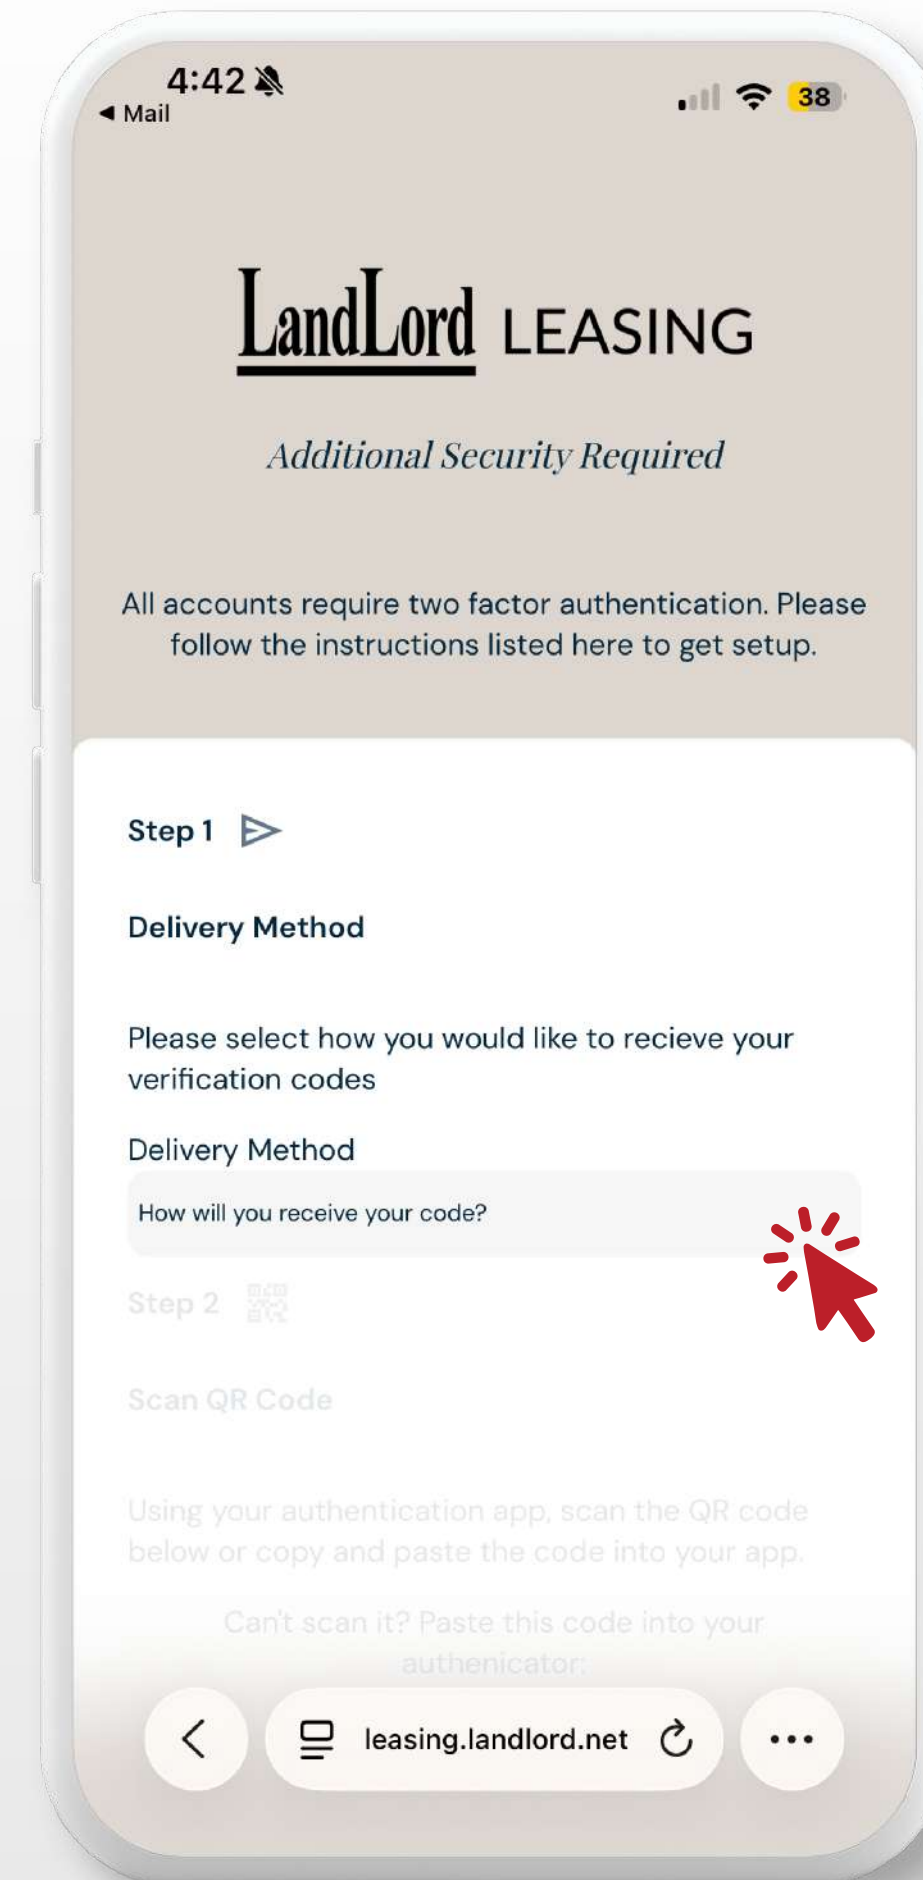 4:42
◀ Mail
38
LandLord LEASING
Additional Security Required
All accounts require two factor authentication. Please
follow the instructions listed here to get setup.
Step 1
Delivery Method
Please select how you would like to recieve your
verification codes
Delivery Method
How will you receive your code?
Step 2
Scan QR Code
Using your authentication app, scan the QR code
below or copy and paste the code into your app.
Can't scan it? Paste this code into your
authenicator:
leasing.landlord.net